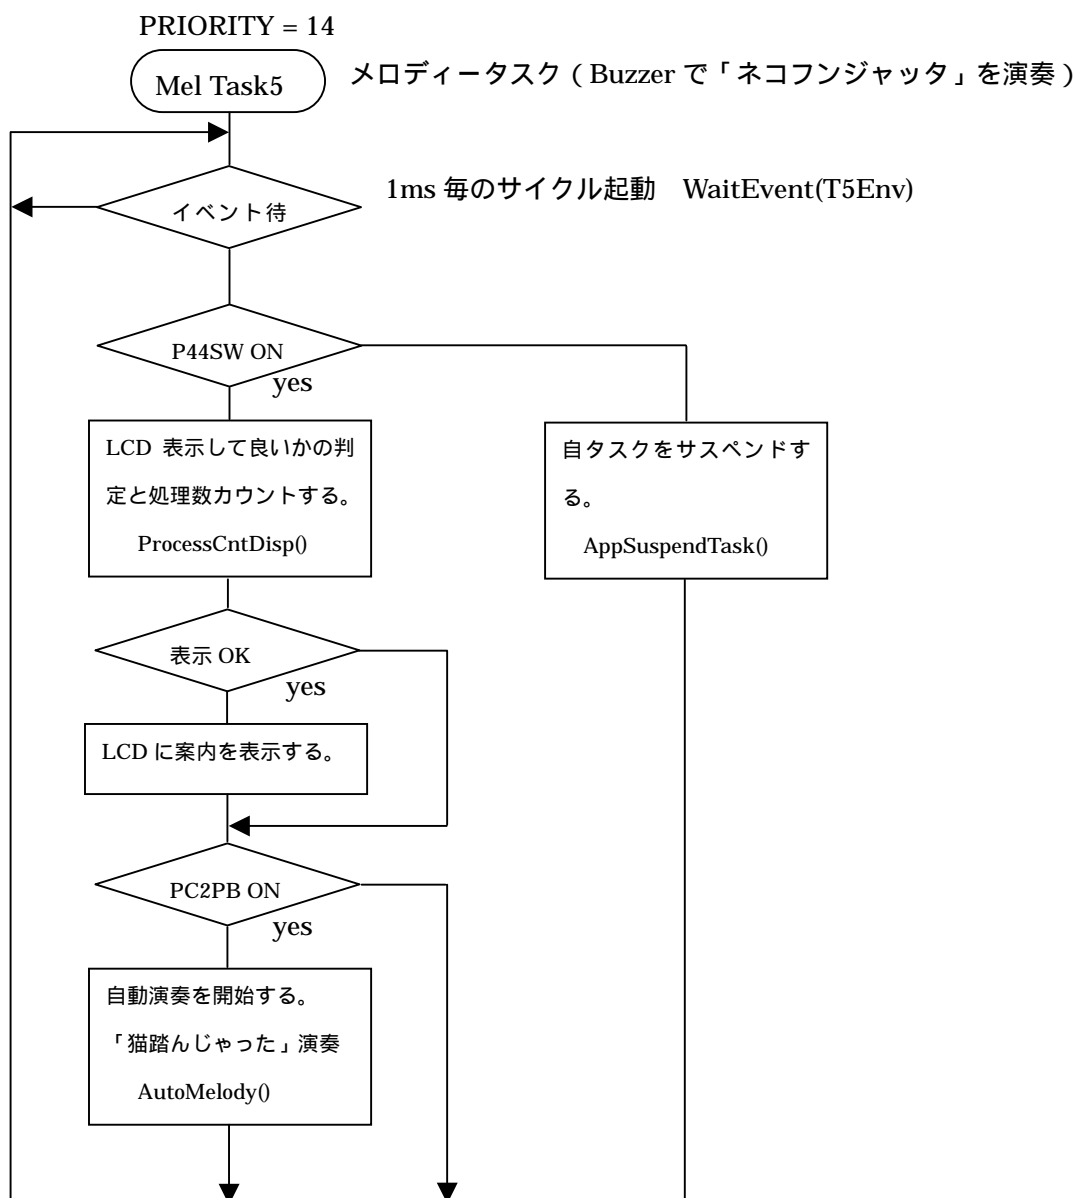 PRIORITY = 14
Mel Task5
メロディータスク ( Buzzer で「ネコフンジャッタ」を演奏 )
1ms 毎のサイクル起動 WaitEvent(T5Env)
イベント待
P44SW ON
yes
LCD 表示して良いかの判
定と処理数カウントする。
ProcessCntDisp()
自タスクをサスペンドす
る。
AppSuspendTask()
表示 OK
yes
LCD に案内を表示する。
PC2PB ON
yes
自動演奏を開始する。
「猫踏んじゃった」演奏
AutoMelody()